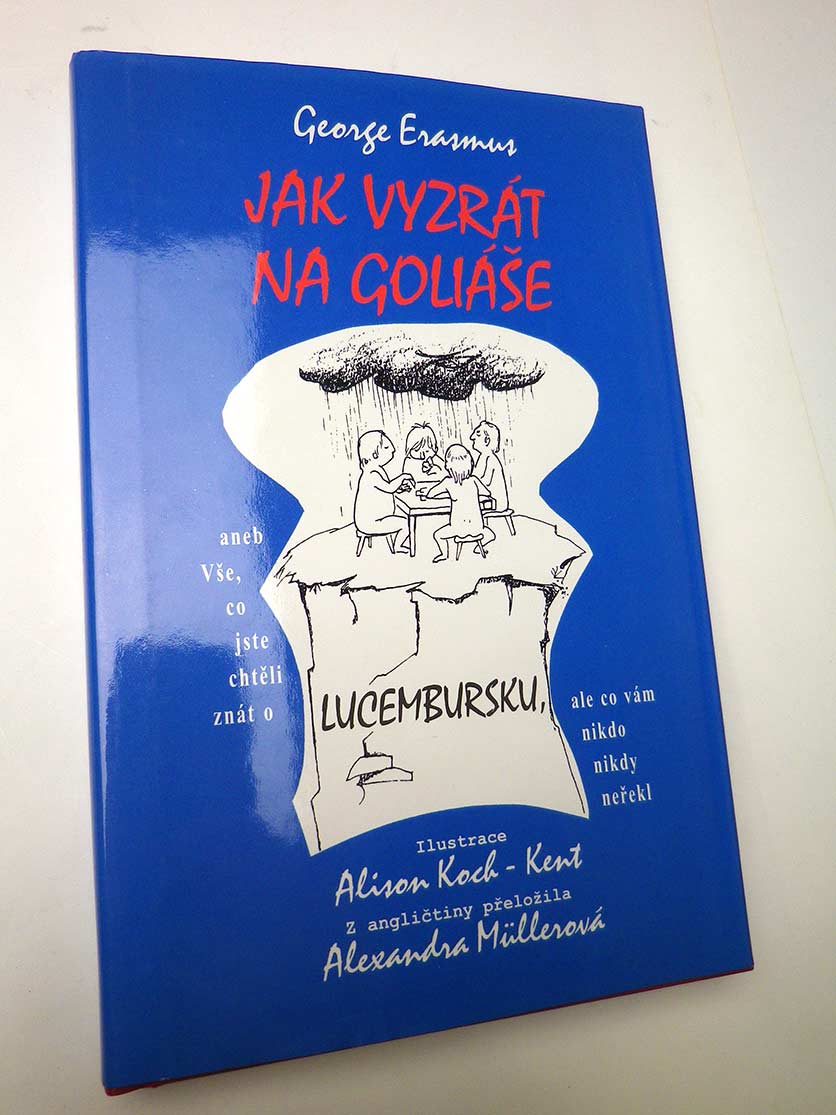 George Erasmus
JAK VYZRÁT
NA GOLIÁŠE
aneb
Vše,
co
jste
chtěli
znát o
LUCEMBURSKU,
ale co vám
nikdo
nikdy
neřekl
Ilustrace
Alison Koch - Kent
Z angličtiny přeložila
Alexandra Müllerová